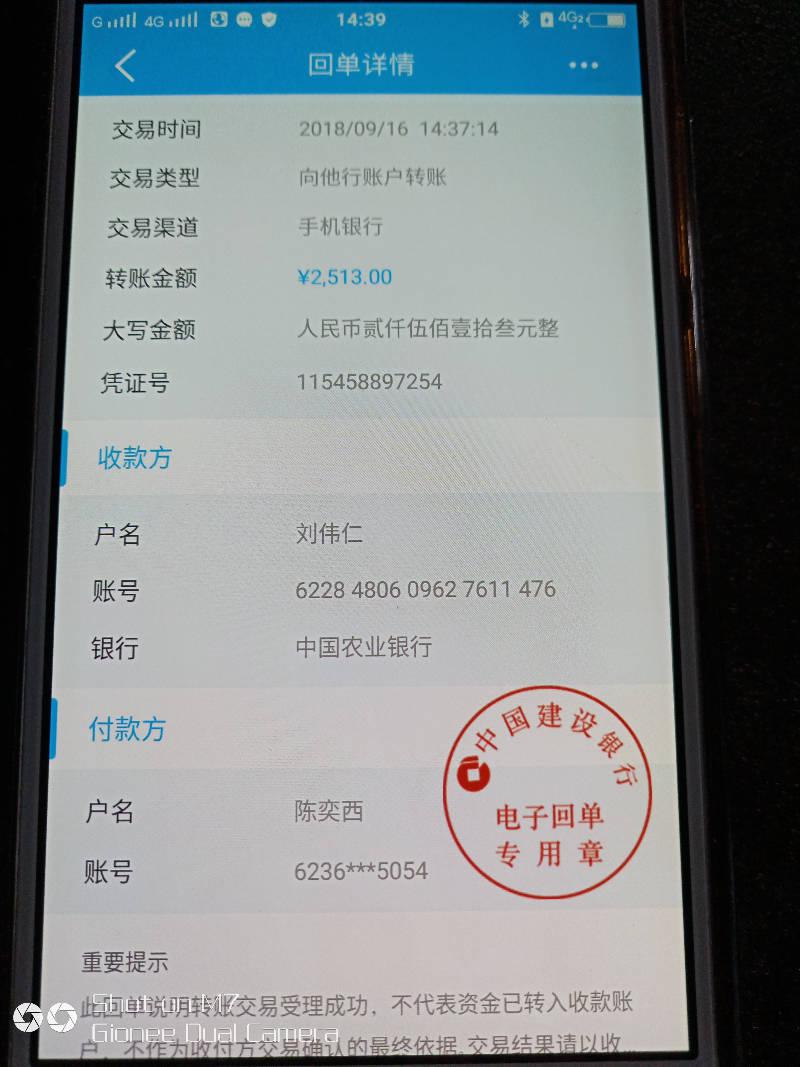 G 4G 14:39 4G2
回单详情
交易时间 2018/09/16 14:37:14
交易类型 向他行账户转账
交易渠道 手机银行
转账金额 ¥2,513.00
大写金额 人民币贰仟伍佰壹拾叁元整
凭证号 115458897254
收款方
户名 刘伟仁
账号 6228 4806 0962 7611 476
银行 中国农业银行
付款方
中国建设银行
电子回单
专用章
户名 陈奕西
账号 6236***5054
重要提示
此回单说明转账交易受理成功，不代表资金已转入收款账
户，不作为收付方交易确认的最终依据,交易结果请以收...
Shot on M7
Gionee Dual Camera